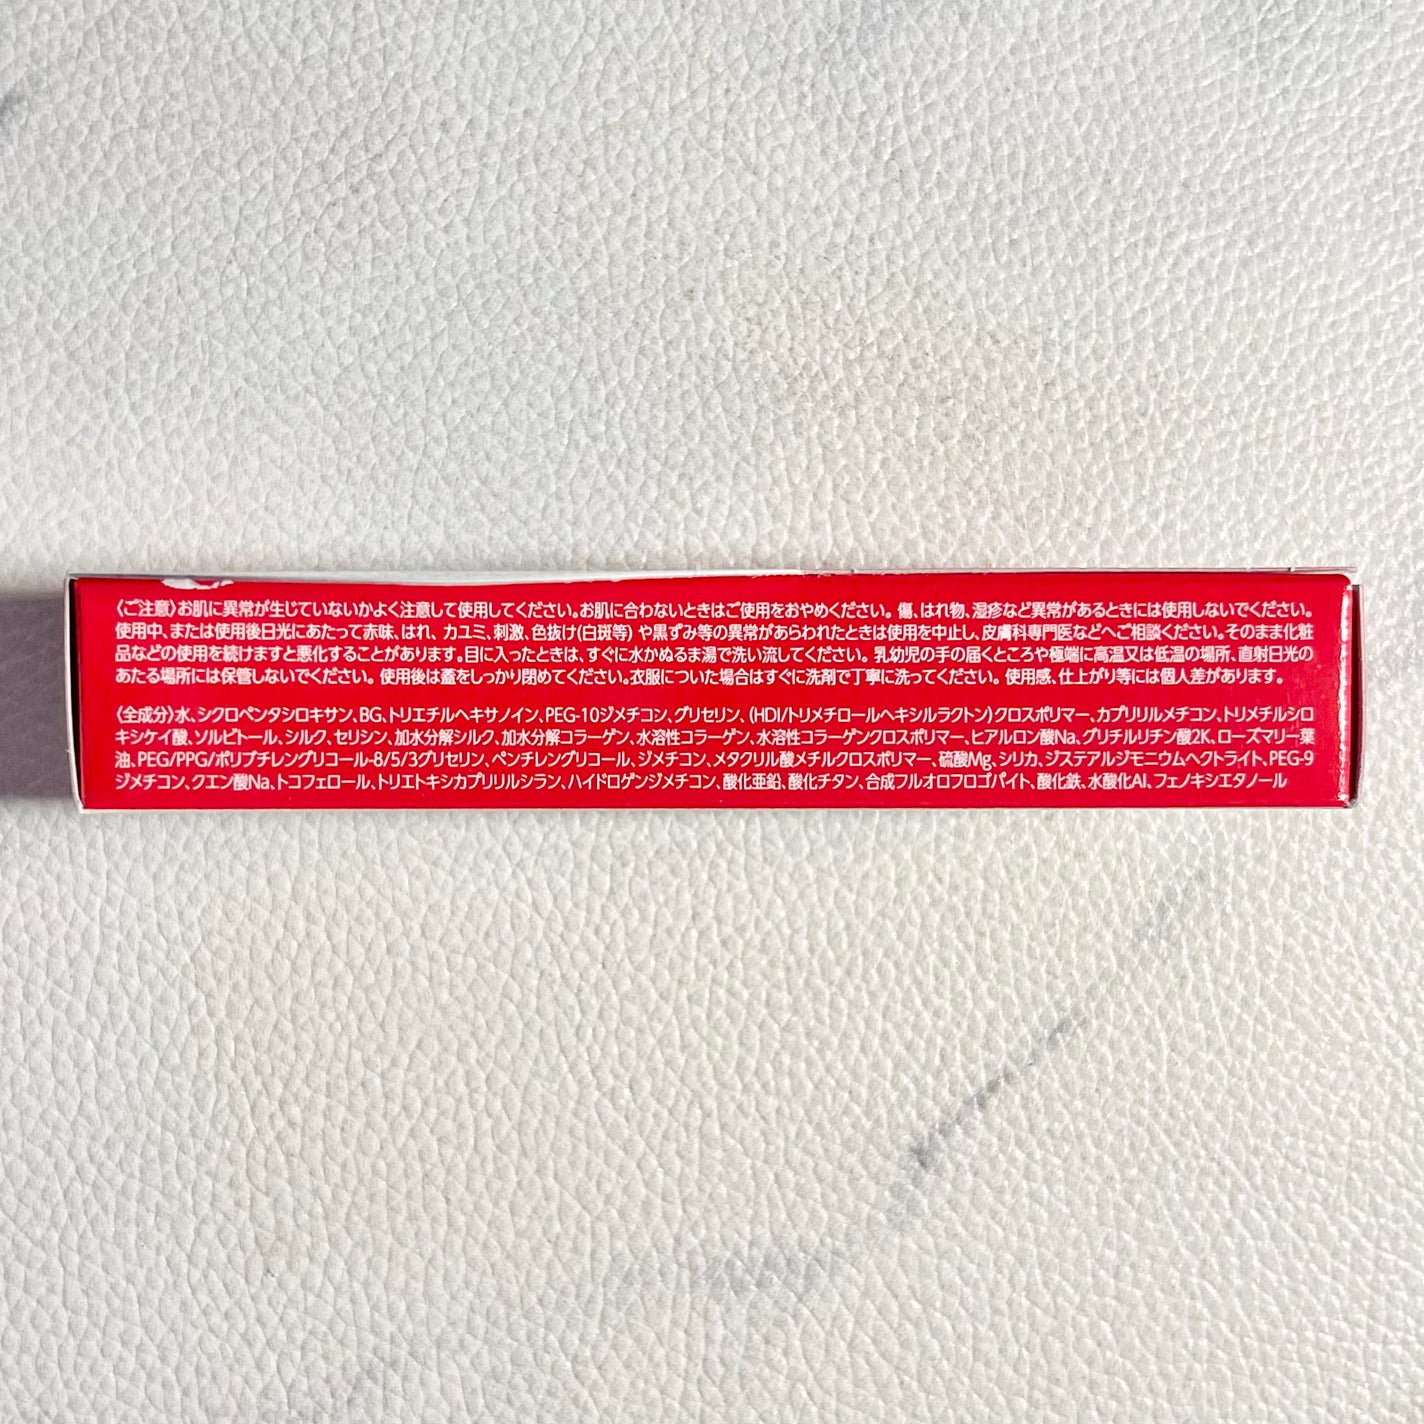 〈ご注意〉お肌に異常が生じていないかよく注意して使用してください。お肌に合わないときはご使用をおやめください。 傷、はれ物、湿疹など異常があるときには使用しないでください。
使用中、または使用後日光にあたって赤味、はれ、カユミ、刺激、色抜け(白斑等) や黒ずみ等の異常があらわれたときは使用を中止し、皮膚科専門医などへご相談ください。そのまま化粧
品などの使用を続けますと悪化することがあります。目に入ったときは、すぐに水かぬるま湯で洗い流してください。 乳幼児の手の届くところや極端に高温又は低温の場所、直射日光の
あたる場所には保管しないでください。 使用後は蓋をしっかり閉めてください。衣服についた場合はすぐに洗剤で丁寧に洗ってください。 使用感、仕上がり等には個人差があります。
〈全成分〉水、シクロペンタシロキサン、BG、トリエチルヘキサノイン、PEG-10ジメチコン、グリセリン、(HDI/トリメチロールヘキシルラクトン)クロスポリマー、カプリリルメチコン、トリメチルシロ
キシケイ酸、ソルビトール、シルク、セリシン、加水分解シルク、加水分解コラーゲン、水溶性コラーゲン、水溶性コラーゲンクロスポリマー、ヒアルロン酸Na、グリチルリチン酸2K、ローズマリー葉
油、PEG/PPG/ポリブチレングリコール-8/5/3グリセリン、ペンチレングリコール、ジメチコン、メタクリル酸メチルクロスポリマー、硫酸Mg、シリカ、ジステアルジモニウムヘクトライト、PEG-9
ジメチコン、クエン酸Na、トコフェロール、トリエトキシカプリリルシラン、ハイドロゲンジメチコン、酸化亜鉛、酸化チタン、合成フルオロフロゴパイト、酸化鉄、水酸化Al、フェノキシエタノール